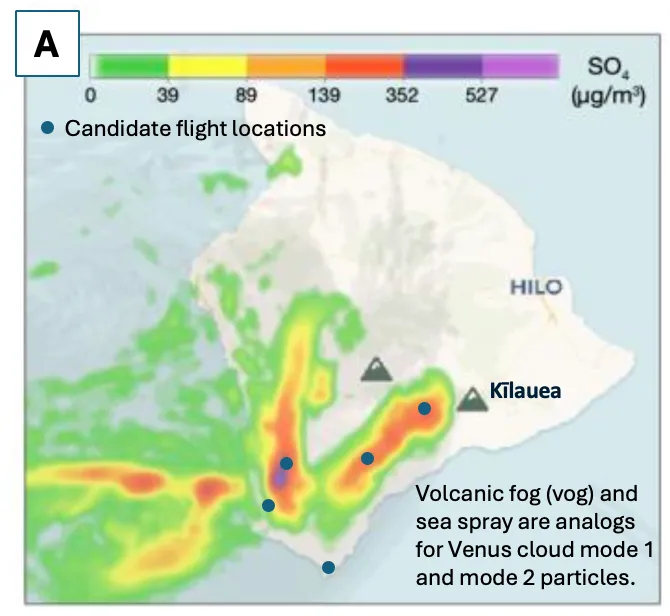 A
SO₄
0 39 89 139 352 527 (µg/m³)
Candidate flight locations
HILO
Kīlauea
Volcanic fog (vog) and
sea spray are analogs
for Venus cloud mode 1
and mode 2 particles.